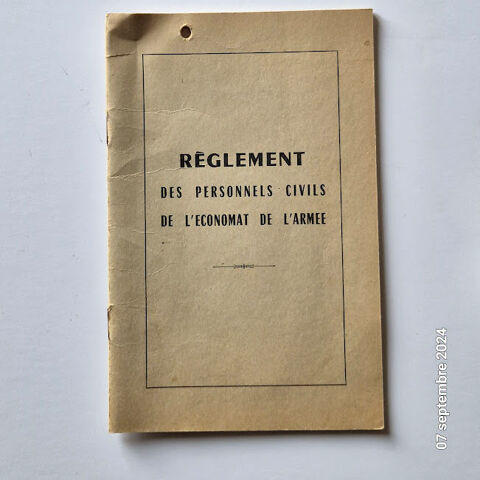 RÈGLEMENT
DES PERSONNELS CIVILS
DE L'ECONOMAT DE L'ARMEE
07 septembre 2024